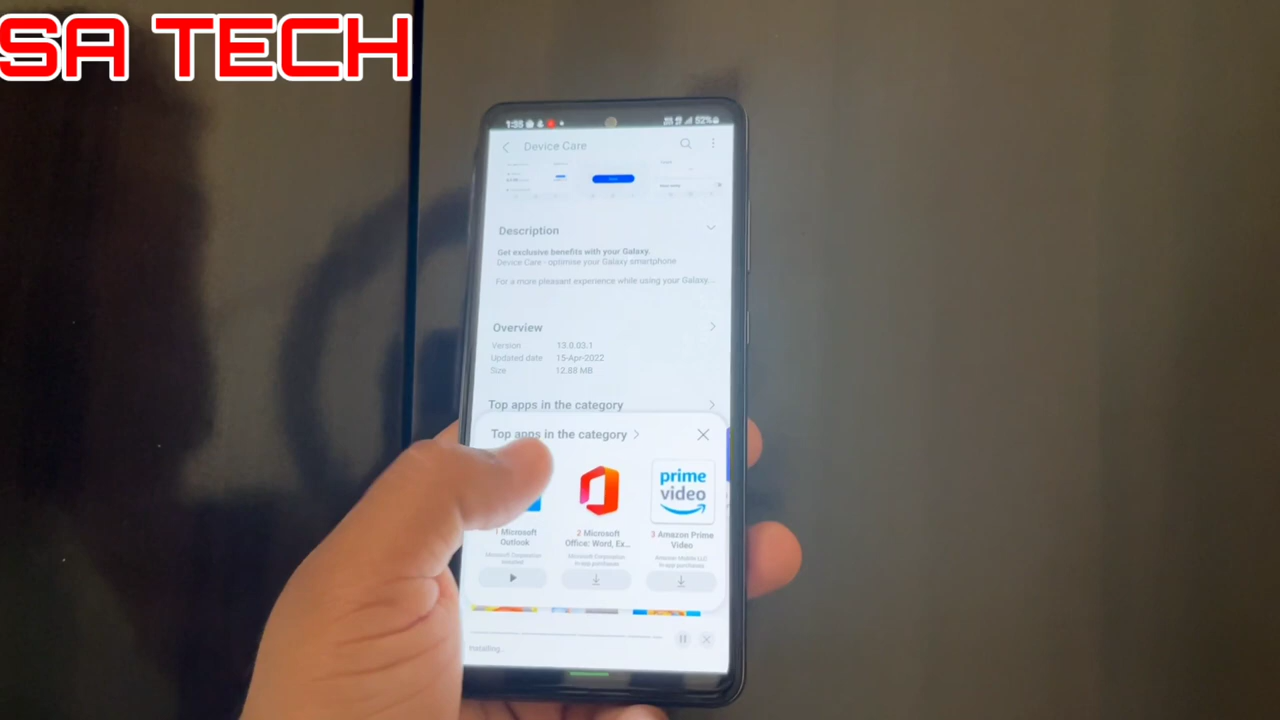 SA TECH
1:38
52%
Device Care
Description
Get exclusive benefits with your Galaxy.
Device Care - optimise your Galaxy smartphone
For a more pleasant experience while using your Galaxy...
Overview
Version 13.0.03.1
Updated date 15-Apr-2022
Size 12.88 MB
Top apps in the category
Top apps in the category
prime
video
1 Microsoft
Outlook
2 Microsoft
Office: Word, Ex...
3 Amazon Prime
Video
Microsoft Corporation
Installed
Microsoft Corporation
In-app purchases
Amazon Mobile LLC
In-app purchases
Installing...